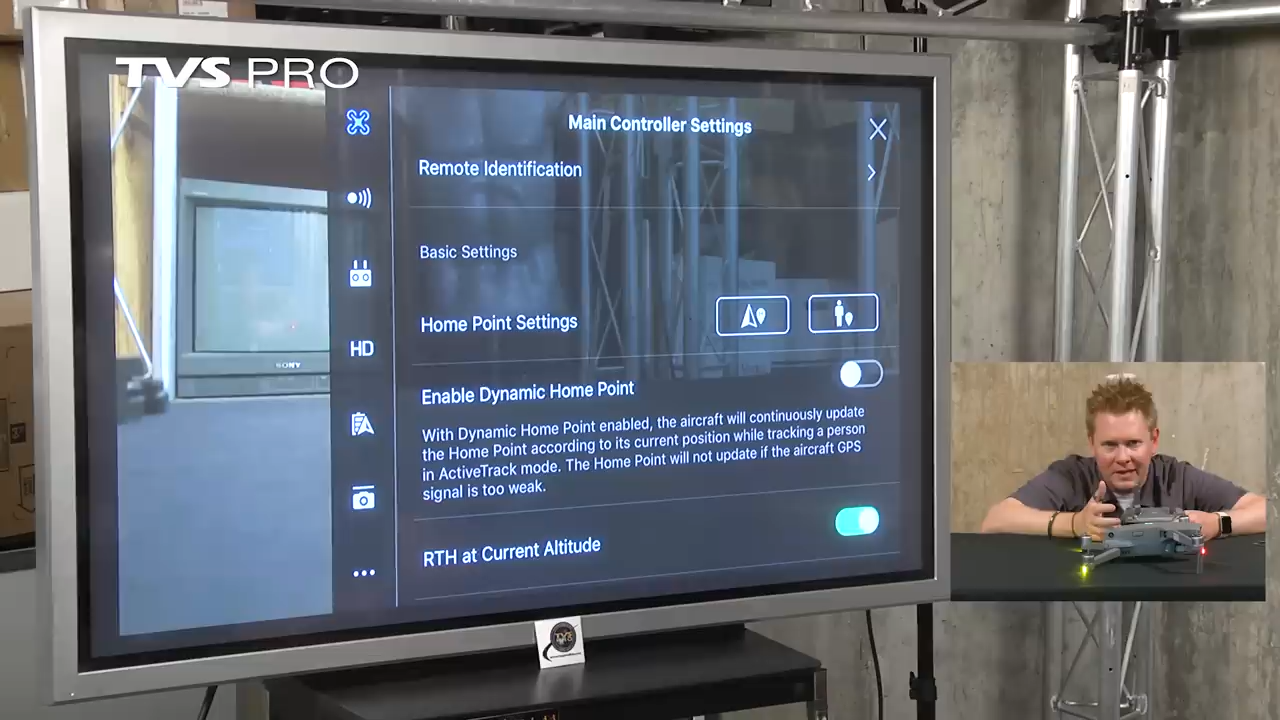 TVS PRO
Main Controller Settings
Remote Identification
Basic Settings
Home Point Settings
HD
Enable Dynamic Home Point
With Dynamic Home Point enabled, the aircraft will continuously update
the Home Point according to its current position while tracking a person
in ActiveTrack mode. The Home Point will not update if the aircraft GPS
signal is too weak.
RTH at Current Altitude
SONY
TVS